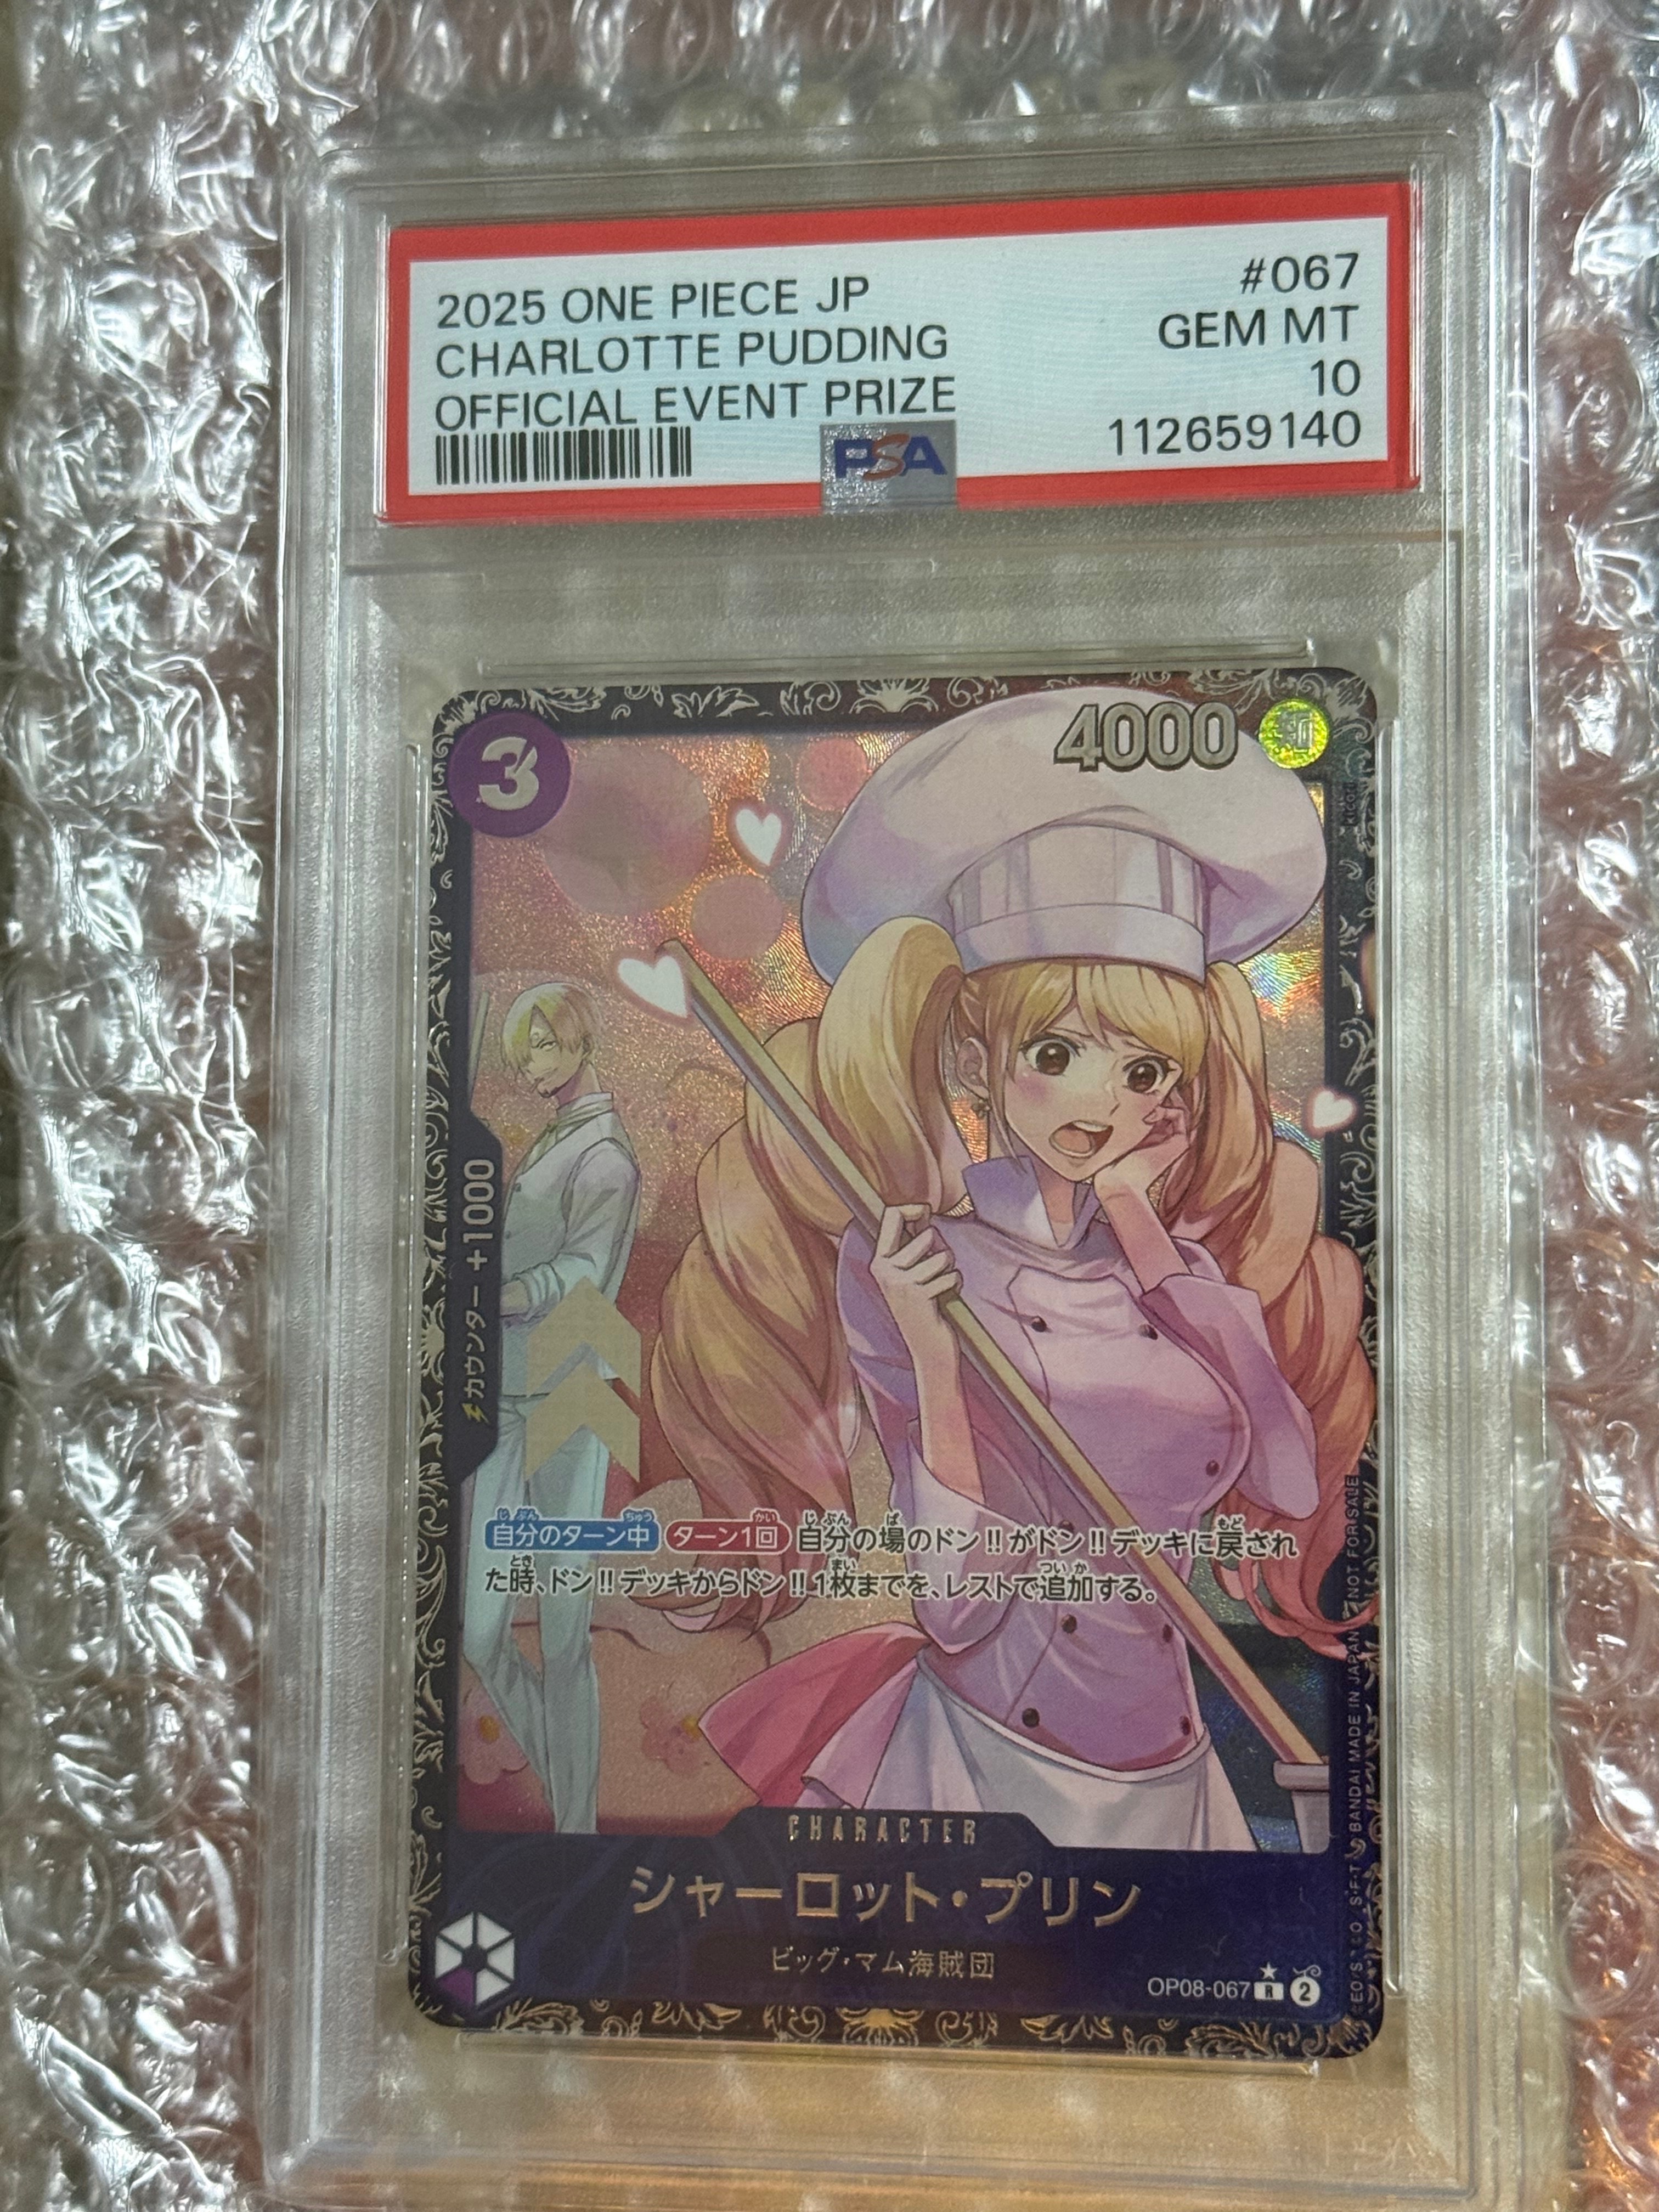 2025 ONE PIECE JP
#067
CHARLOTTE PUDDING
GEM MT
OFFICIAL EVENT PRIZE
10
PSA
112659140
3
4000
カウンター +1000
自分のターン中 ターン1回 自分の場のドン!!がドン!!デッキに戻され
た時、ドン!!デッキからドン!!1枚までを、レストで追加する。
CHARACTER
シャーロット・プリン
ビッグ・マム海賊団
OP08-067 R 2
BANDAI MADE IN JAPAN NOT FOR SALE